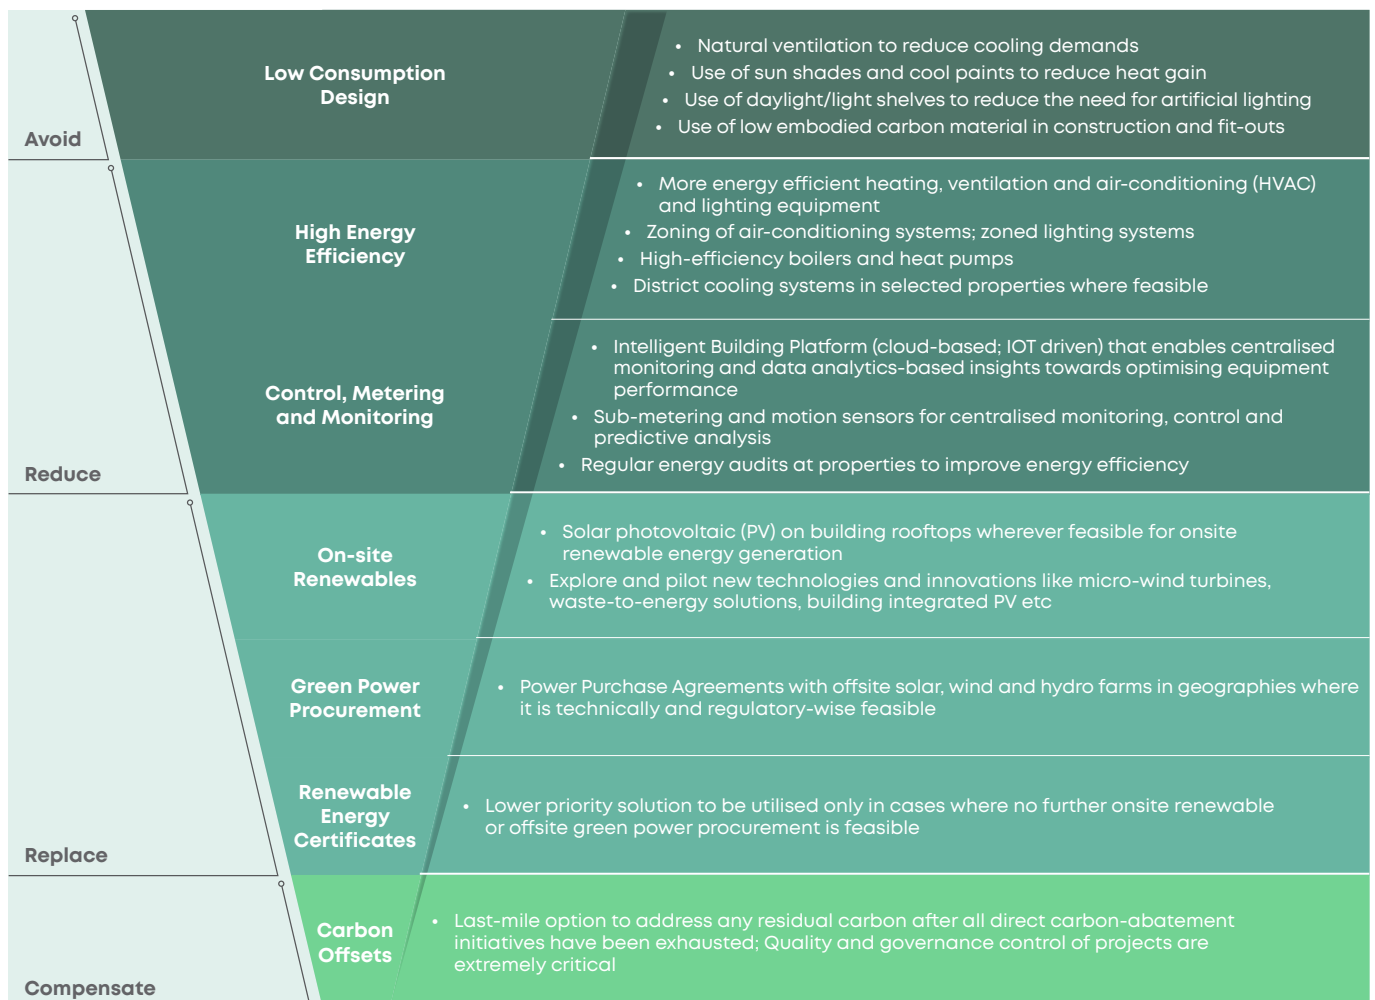 Avoid
Low Consumption
Design
• Natural ventilation to reduce cooling demands
• Use of sun shades and cool paints to reduce heat gain
• Use of daylight/light shelves to reduce the need for artificial lighting
• Use of low embodied carbon material in construction and fit-outs
Reduce
High Energy
Efficiency
• More energy efficient heating, ventilation and air-conditioning (HVAC)
and lighting equipment
• Zoning of air-conditioning systems; zoned lighting systems
• High-efficiency boilers and heat pumps
• District cooling systems in selected properties where feasible
Control, Metering
and Monitoring
• Intelligent Building Platform (cloud-based; IOT driven) that enables centralised
monitoring and data analytics-based insights towards optimising equipment
performance
• Sub-metering and motion sensors for centralised monitoring, control and
predictive analysis
• Regular energy audits at properties to improve energy efficiency
Replace
On-site
Renewables
• Solar photovoltaic (PV) on building rooftops wherever feasible for onsite
renewable energy generation
• Explore and pilot new technologies and innovations like micro-wind turbines,
waste-to-energy solutions, building integrated PV etc
Green Power
Procurement
• Power Purchase Agreements with offsite solar, wind and hydro farms in geographies where
it is technically and regulatory-wise feasible
Renewable
Energy
Certificates
• Lower priority solution to be utilised only in cases where no further onsite renewable
or offsite green power procurement is feasible
Compensate
Carbon
Offsets
• Last-mile option to address any residual carbon after all direct carbon-abatement
initiatives have been exhausted; Quality and governance control of projects are
extremely critical